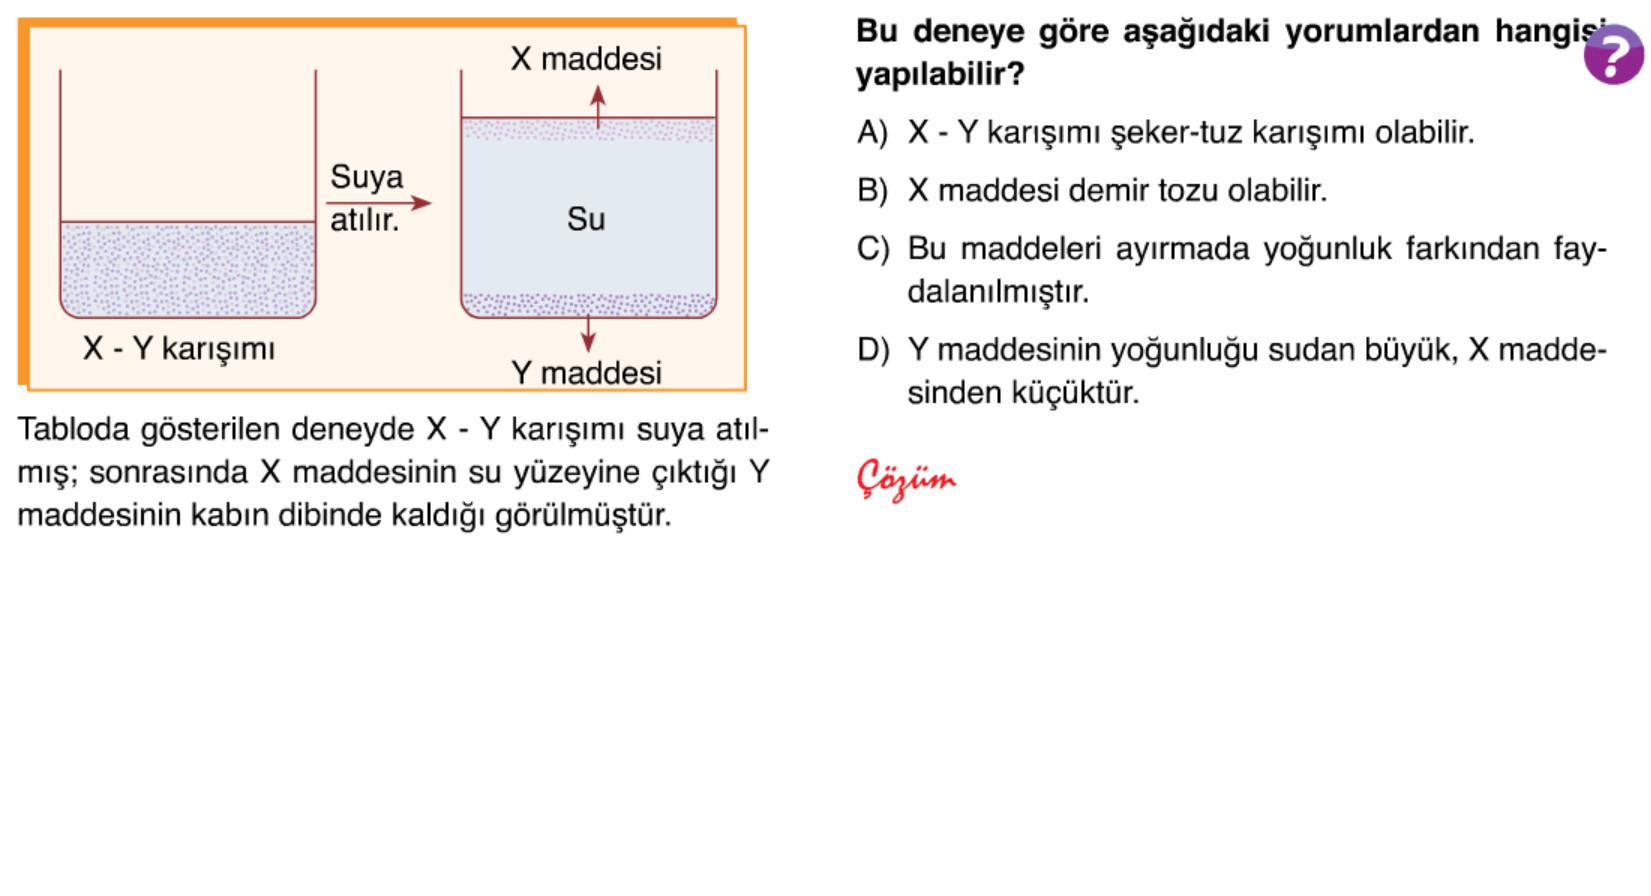 X maddesi
Suya
atılır.
Su
X - Y karışımı
Y maddesi
Tabloda gösterilen deneyde X - Y karışımı suya atıl-
mış; sonrasında X maddesinin su yüzeyine çıktığı Y
maddesinin kabın dibinde kaldığı görülmüştür.
Bu deneye göre aşağıdaki yorumlardan hangisi
yapılabilir?
?
A) X - Y karışımı şeker-tuz karışımı olabilir.
B) X maddesi demir tozu olabilir.
C) Bu maddeleri ayırmada yoğunluk farkından fay-
dalanılmıştır.
D) Y maddesinin yoğunluğu sudan büyük, X madde-
sinden küçüktür.
Çözüm